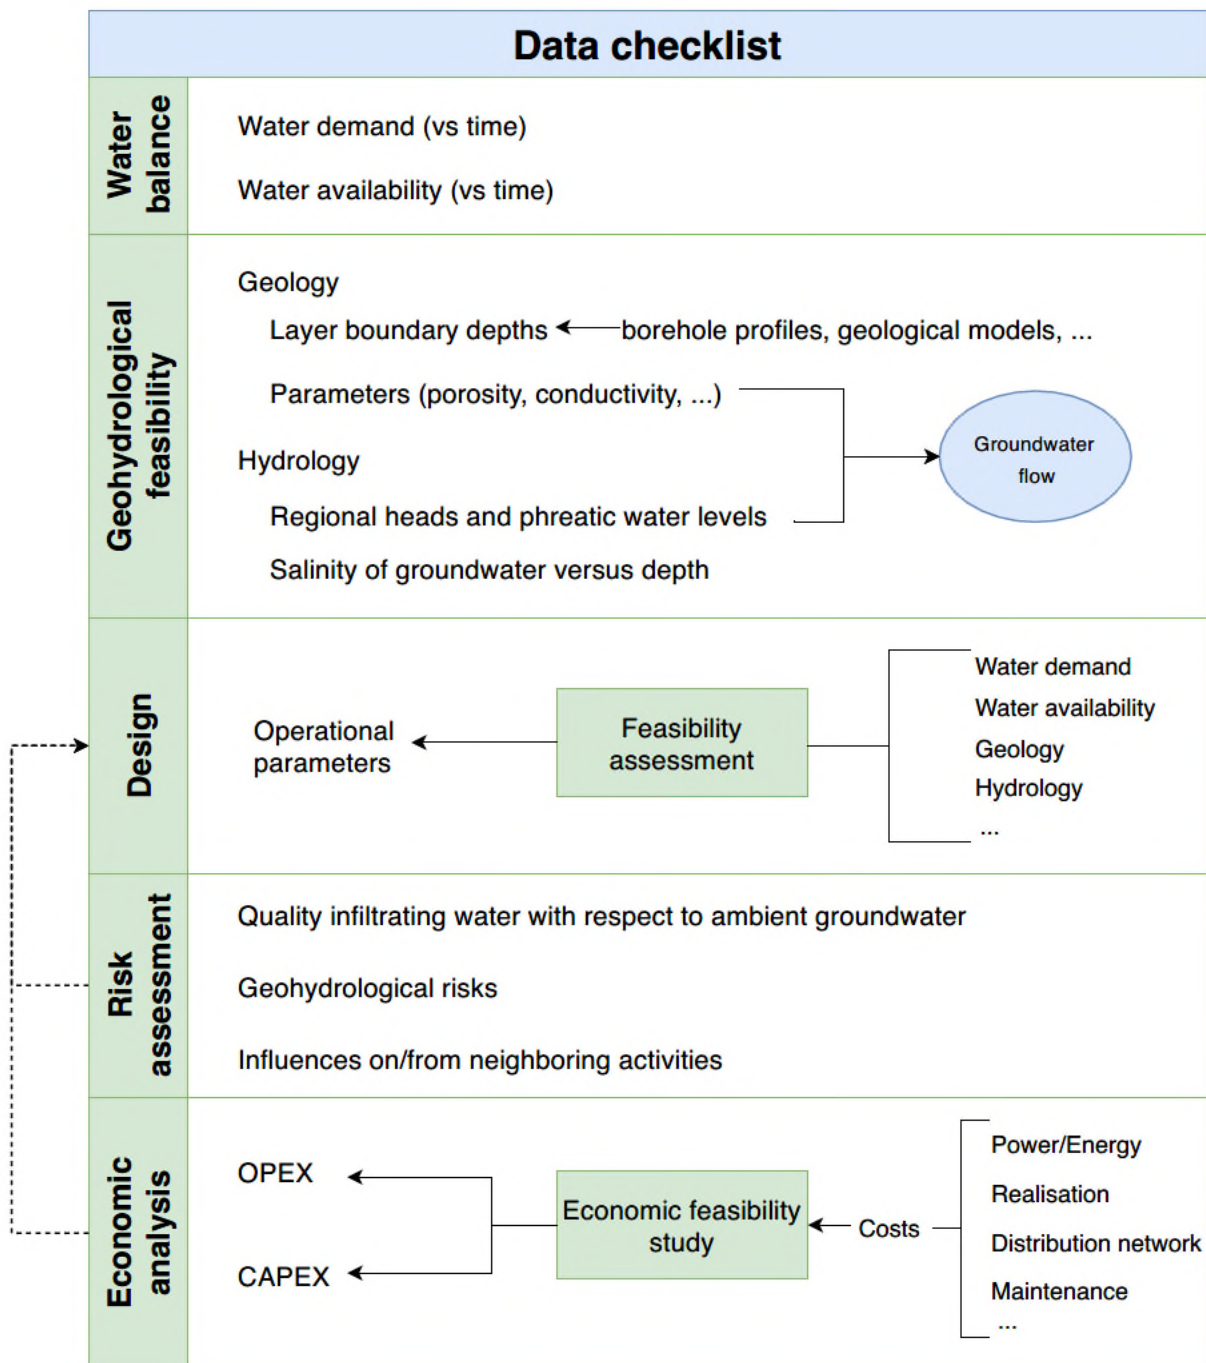 Data checklist
Water
balance
Water demand (vs time)
Water availability (vs time)
Geohydrological
feasibility
Geology
Layer boundary depths
borehole profiles, geological models, ...
Parameters (porosity, conductivity, ...)
Hydrology
Regional heads and phreatic water levels
Salinity of groundwater versus depth
Groundwater
flow
Design
Operational
parameters
Feasibility
assessment
Water demand
Water availability
Geology
Hydrology
...
Risk
assessment
Quality infiltrating water with respect to ambient groundwater
Geohydrological risks
Influences on/from neighboring activities
Economic
analysis
OPEX
CAPEX
Economic feasibility
study
Costs
Power/Energy
Realisation
Distribution network
Maintenance
...